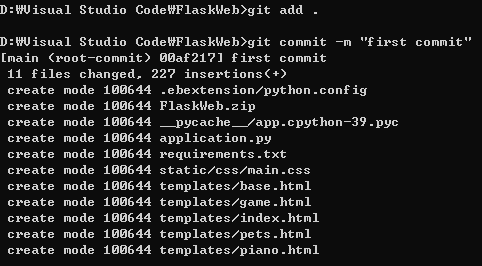 D:₩Visual Studio Code₩FlaskWeb>git add .
D:₩Visual Studio Code₩FlaskWeb>git commit -m "first commit"
[main (root-commit) 00af217] first commit
 11 files changed, 227 insertions(+)
 create mode 100644 .ebextension/python.config
 create mode 100644 FlaskWeb.zip
 create mode 100644 __pycache__/app.cpython-39.pyc
 create mode 100644 application.py
 create mode 100644 requirements.txt
 create mode 100644 static/css/main.css
 create mode 100644 templates/base.html
 create mode 100644 templates/game.html
 create mode 100644 templates/index.html
 create mode 100644 templates/pets.html
 create mode 100644 templates/piano.html